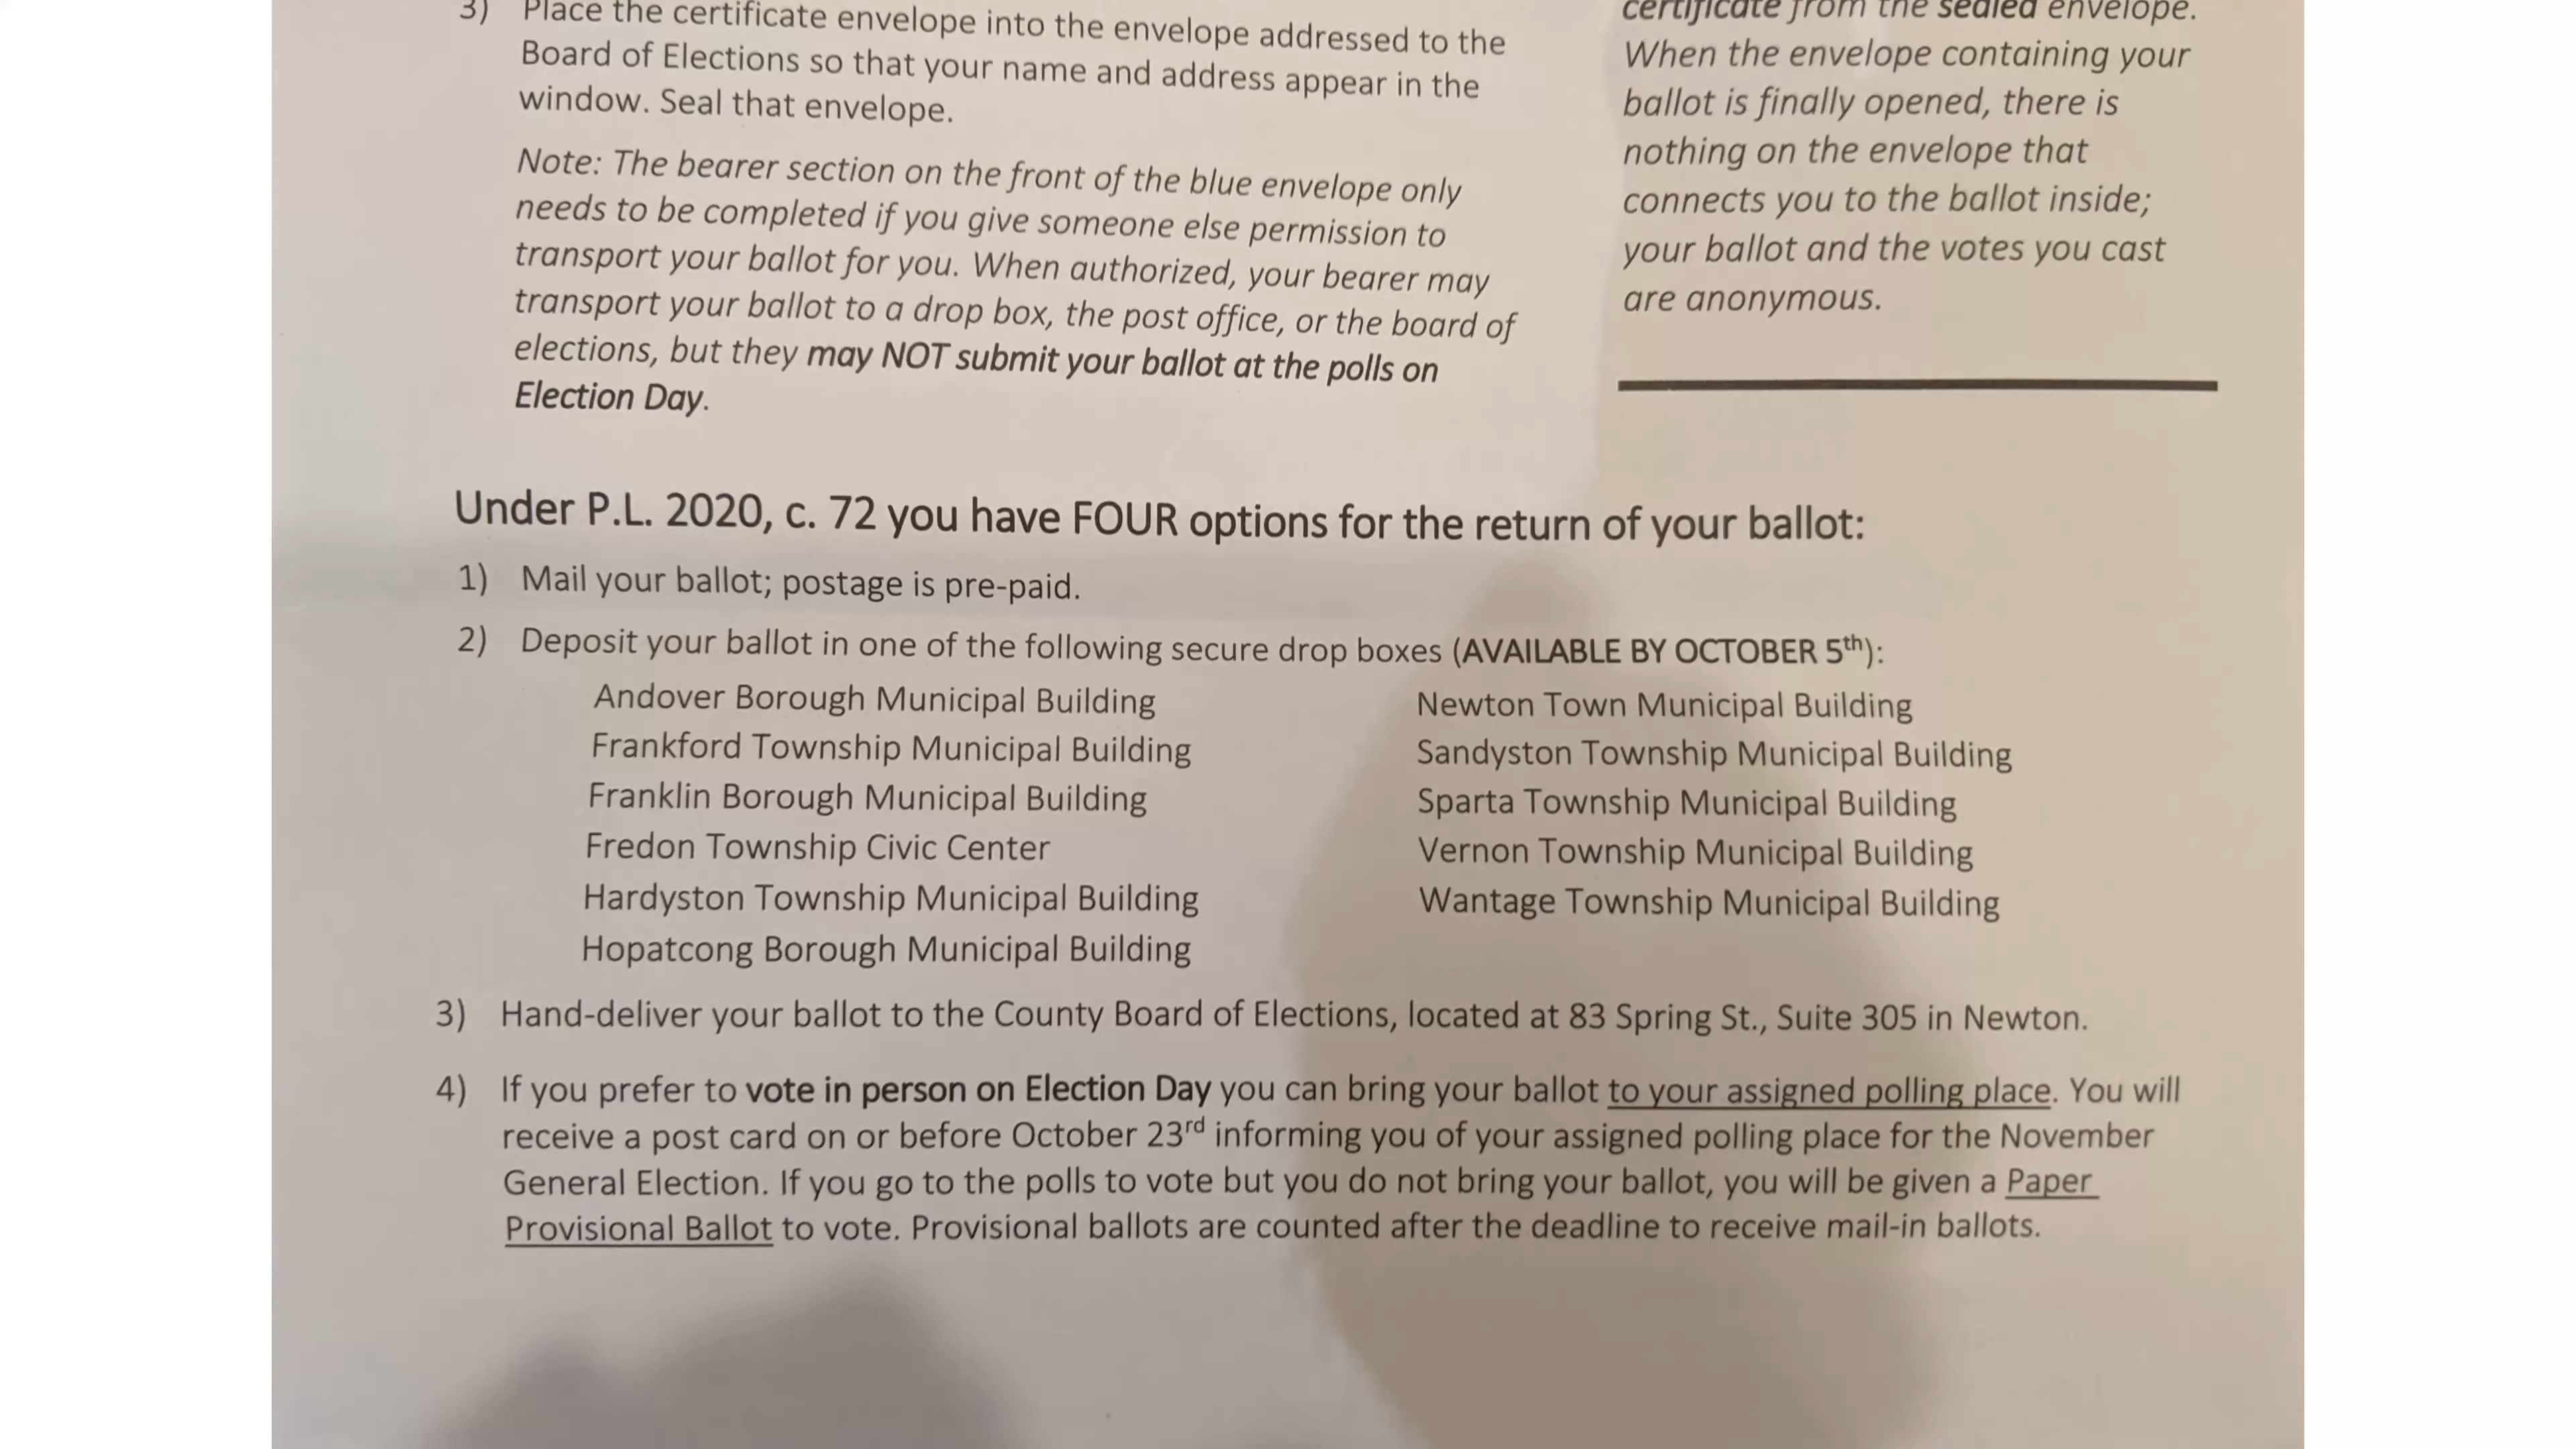 3) Place the certificate envelope into the envelope addressed to the
Board of Elections so that your name and address appear in the
window. Seal that envelope.
Note: The bearer section on the front of the blue envelope only
needs to be completed if you give someone else permission to
transport your ballot for you. When authorized, your bearer may
transport your ballot to a drop box, the post office, or the board of
elections, but they may NOT submit your ballot at the polls on
Election Day.
certificate from the sealed envelope.
When the envelope containing your
ballot is finally opened, there is
nothing on the envelope that
connects you to the ballot inside;
your ballot and the votes you cast
are anonymous.
Under P.L. 2020, c. 72 you have FOUR options for the return of your ballot:
1) Mail your ballot; postage is pre-paid.
2) Deposit your ballot in one of the following secure drop boxes (AVAILABLE BY OCTOBER 5th):
Andover Borough Municipal Building
Frankford Township Municipal Building
Franklin Borough Municipal Building
Fredon Township Civic Center
Hardyston Township Municipal Building
Hopatcong Borough Municipal Building
Newton Town Municipal Building
Sandyston Township Municipal Building
Sparta Township Municipal Building
Vernon Township Municipal Building
Wantage Township Municipal Building
3) Hand-deliver your ballot to the County Board of Elections, located at 83 Spring St., Suite 305 in Newton.
4) If you prefer to vote in person on Election Day you can bring your ballot to your assigned polling place. You will
receive a post card on or before October 23rd informing you of your assigned polling place for the November
General Election. If you go to the polls to vote but you do not bring your ballot, you will be given a Paper
Provisional Ballot to vote. Provisional ballots are counted after the deadline to receive mail-in ballots.